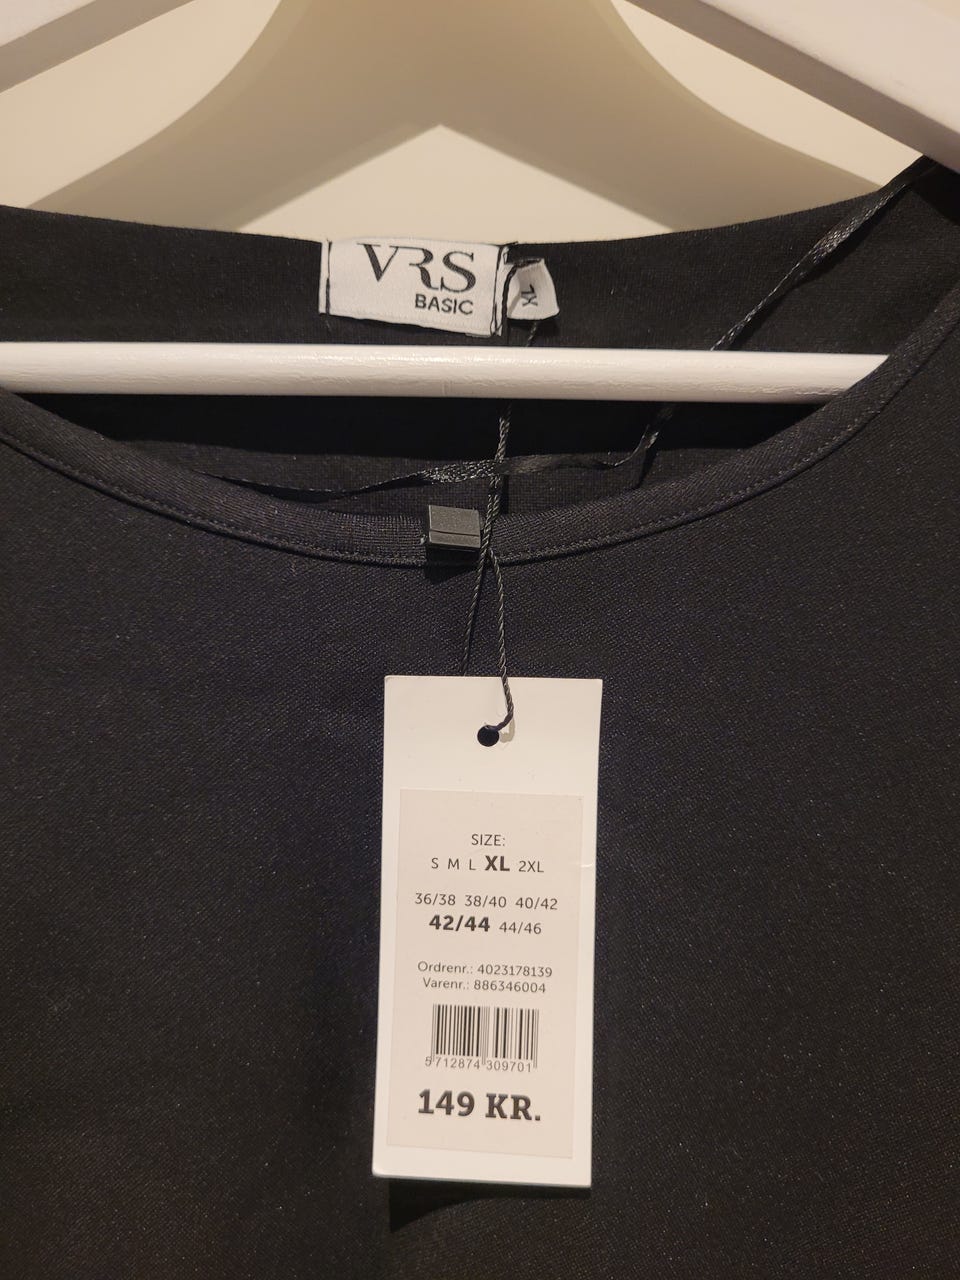 VRS
BASIC
XL
SIZE:
S M L XL 2XL
36/38 38/40 40/42
42/44 44/46
Ordrenr.: 4023178139
Varenr.: 886346004
5 712874 309701
149 KR.